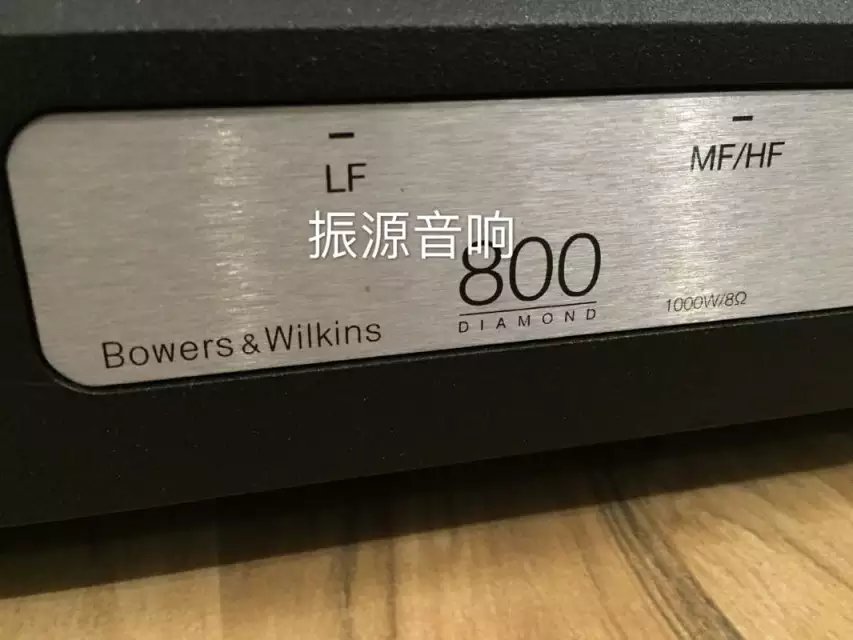 LF
MF/HF
振源音响
800
DIAMOND
1000W/8Ω
Bowers & Wilkins